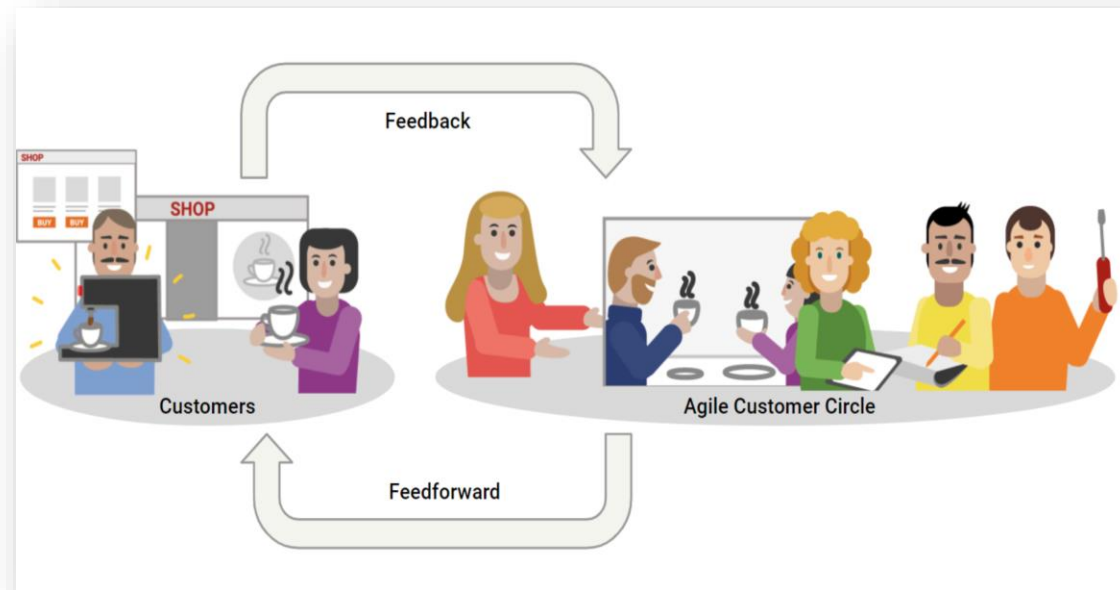 Feedback
SHOP
BUY BUY
SHOP
Customers
Agile Customer Circle
Feedforward